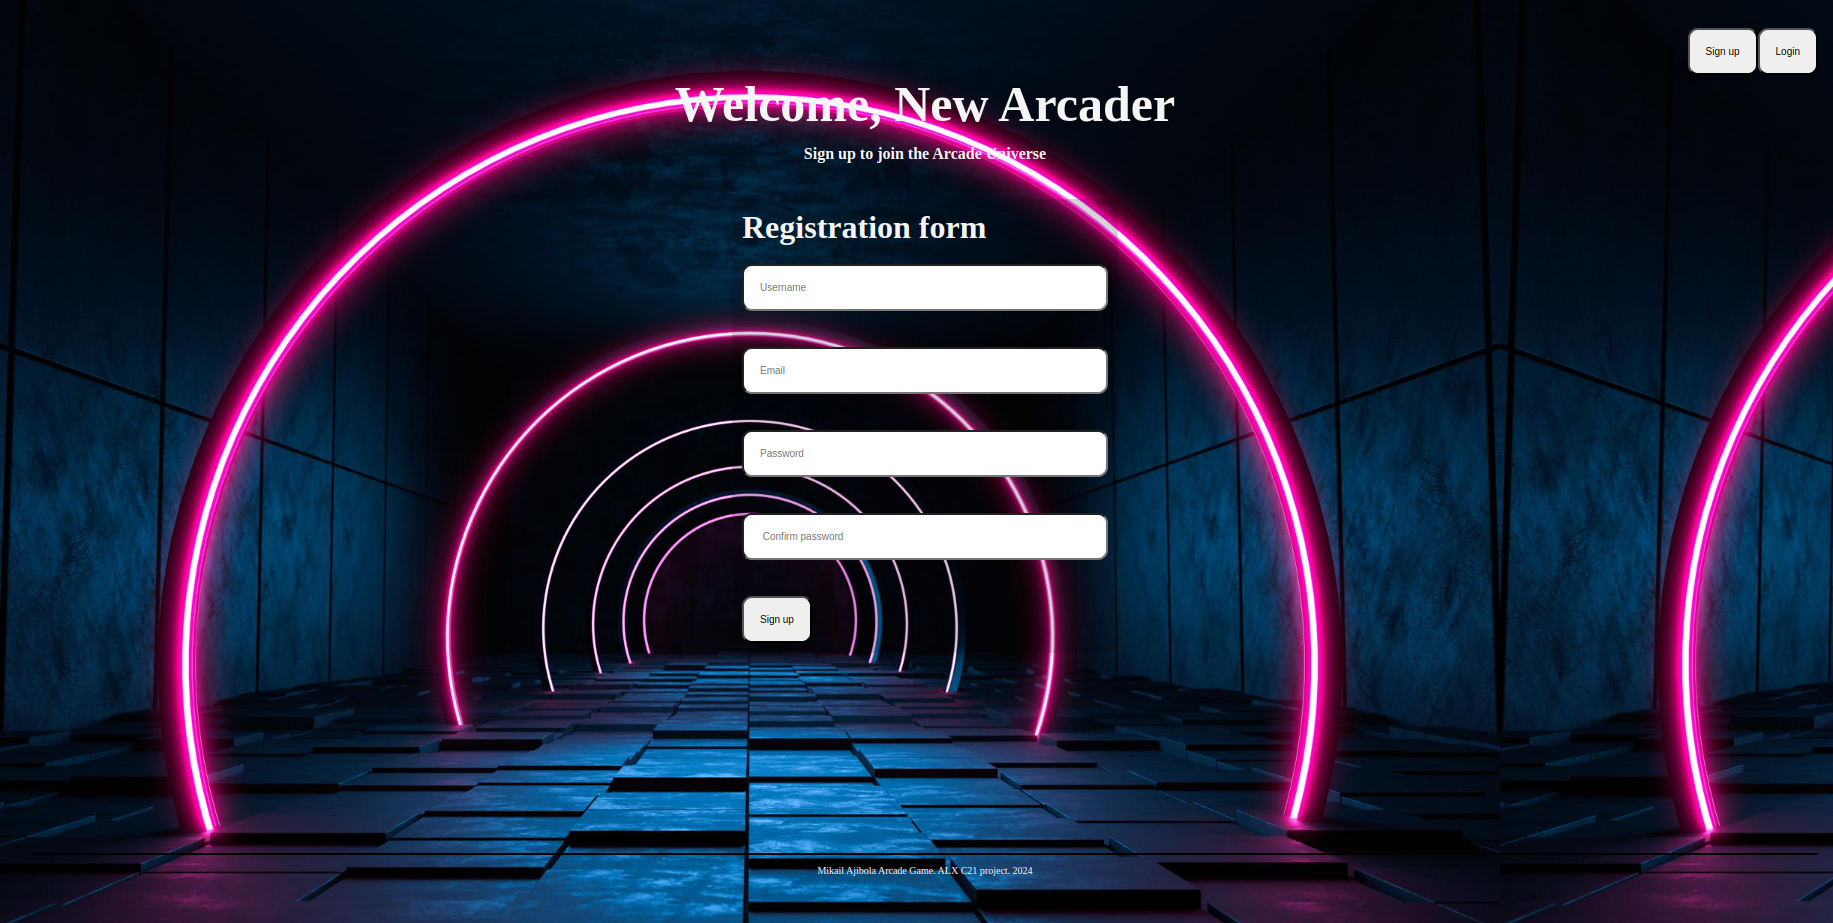 Sign up
Login
Welcome, New Arcader
Sign up to join the Arcade Universe
Registration form
Username
Email
Password
Confirm password
Sign up
Mikail Ajibola Arcade Game. ALX C21 project. 2024